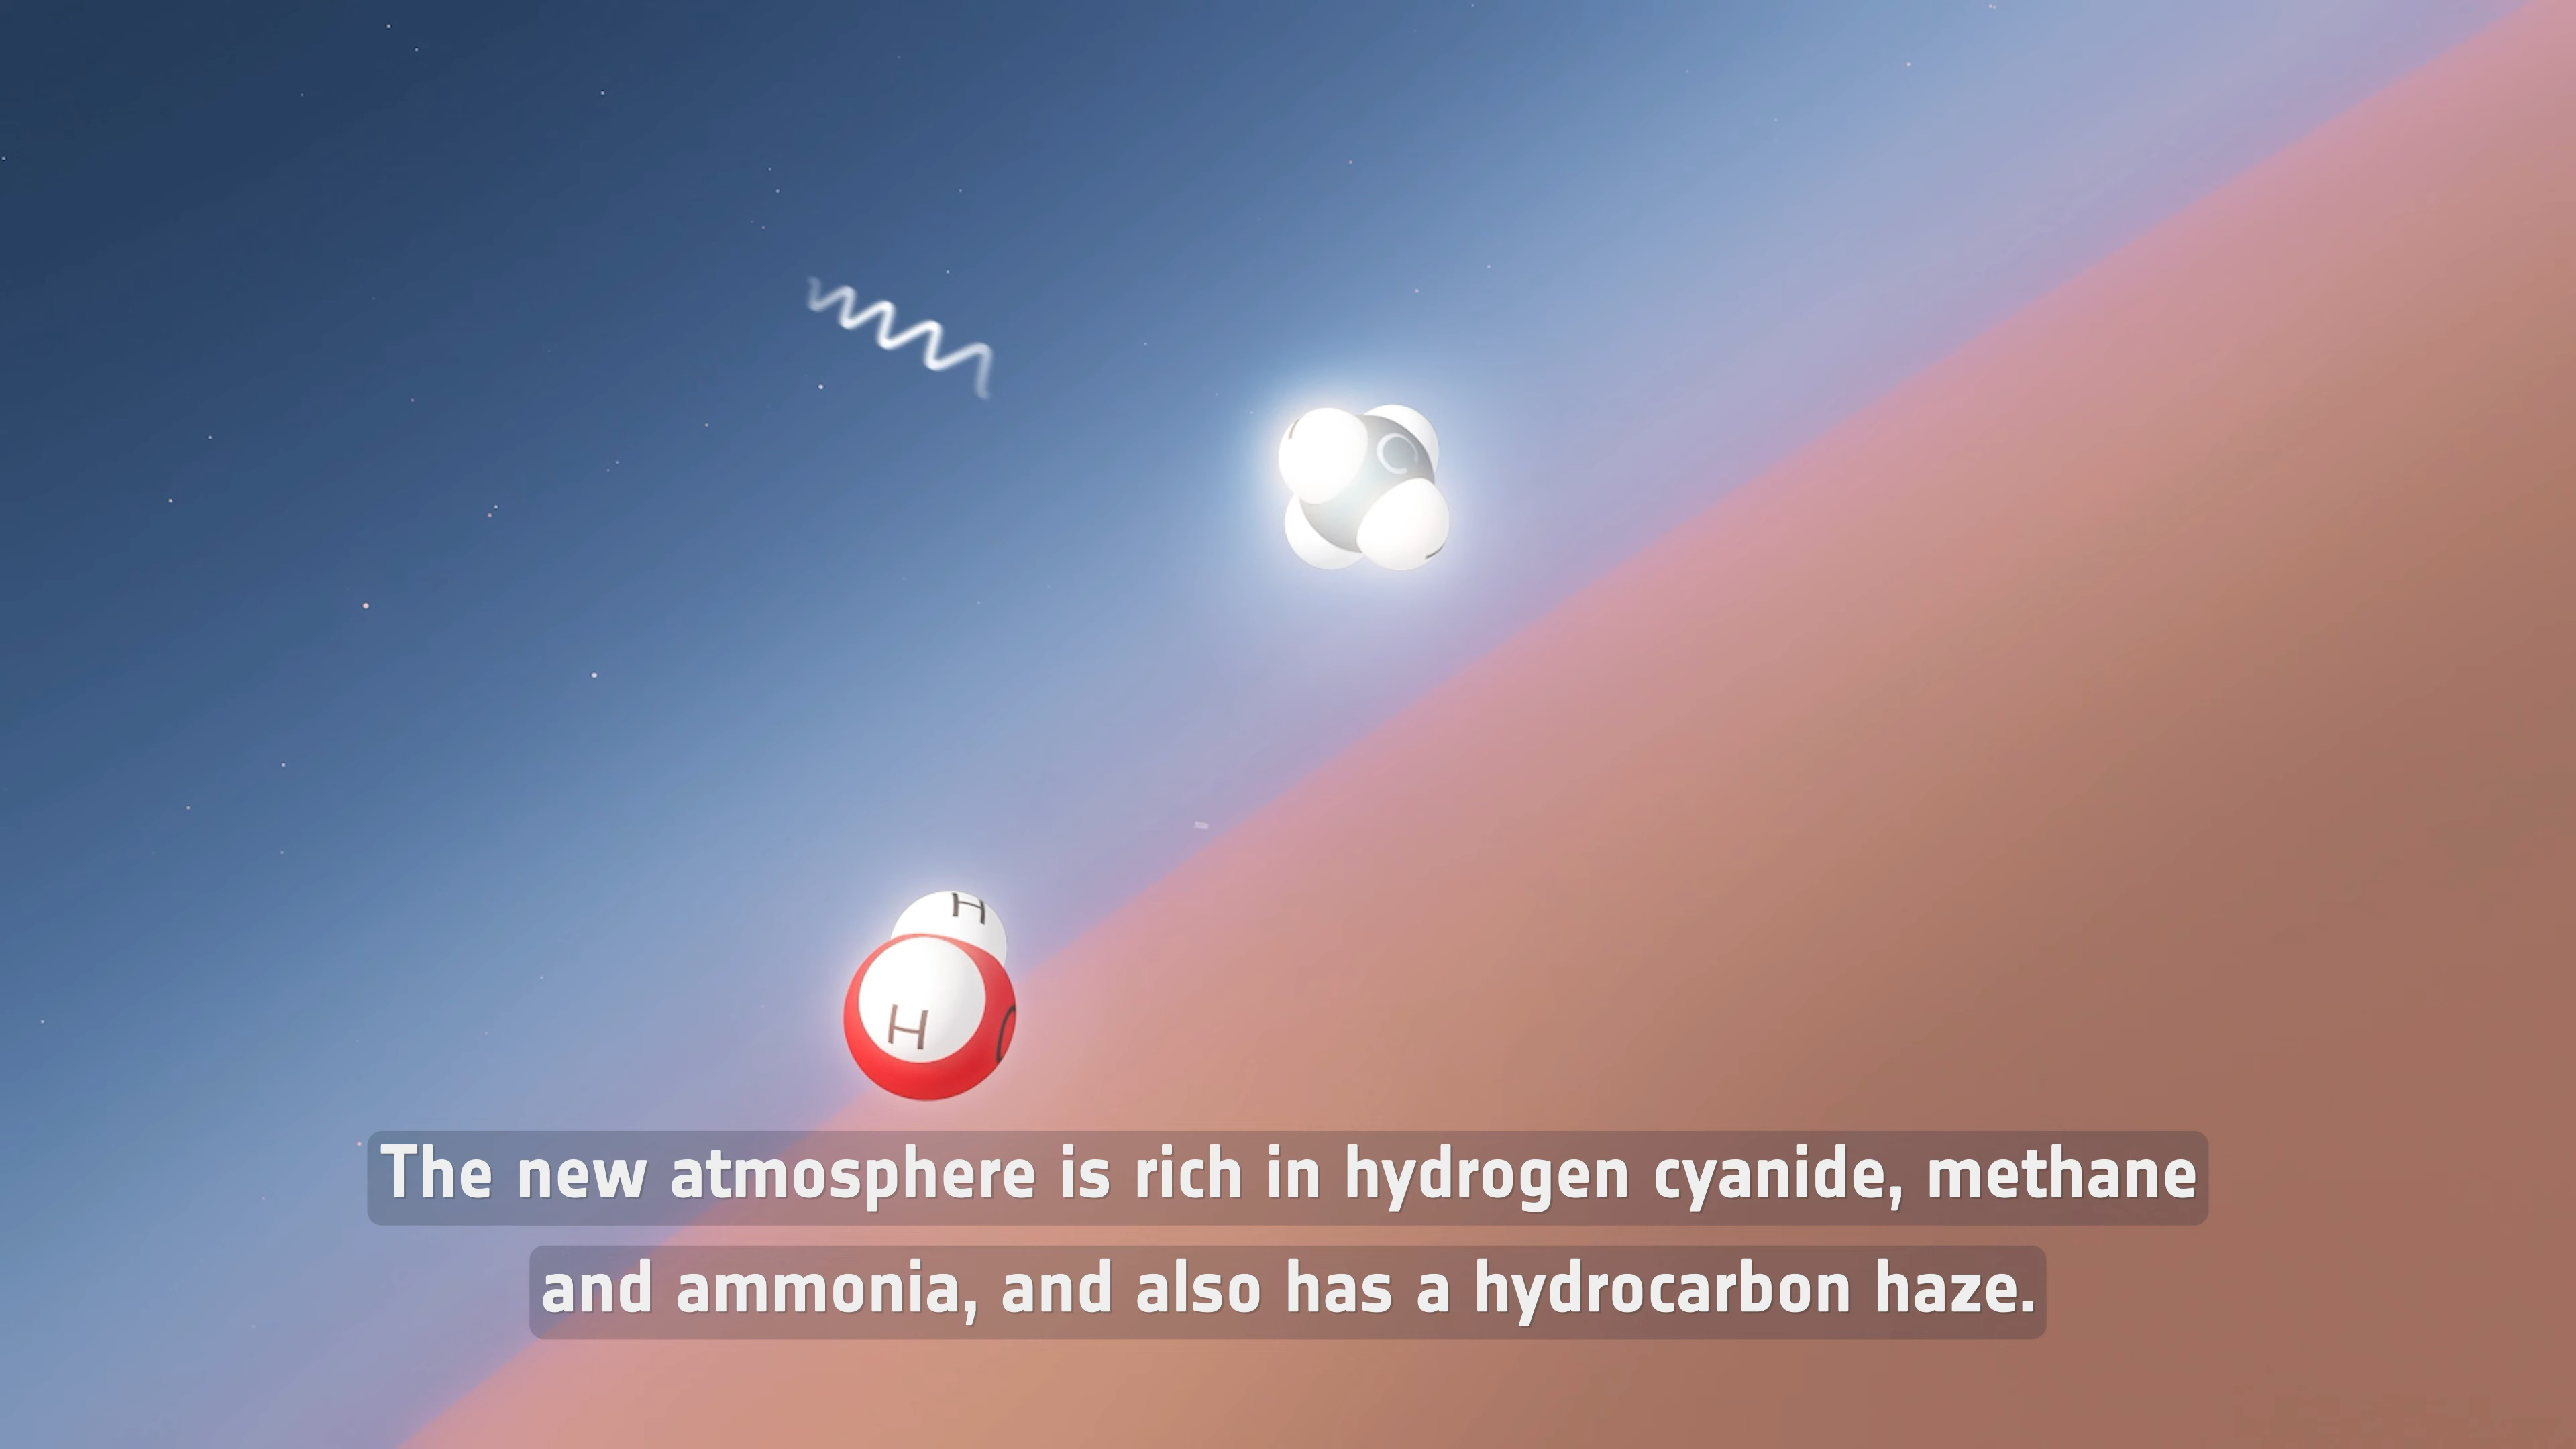 C
H
H
O
The new atmosphere is rich in hydrogen cyanide, methane
and ammonia, and also has a hydrocarbon haze.